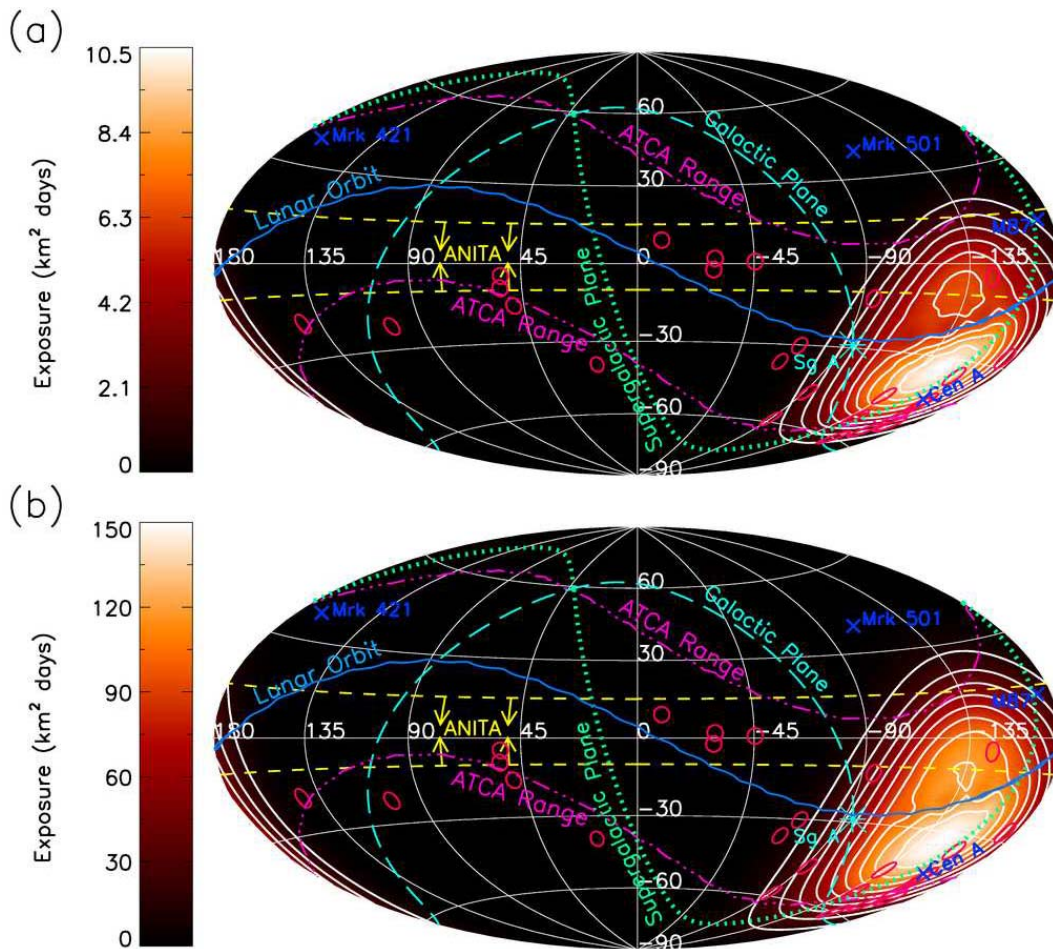 (a)
Exposure (km² days)
10.5
8.4
6.3
4.2
2.1
0
Mrk 421
Lunar Orbit
ATCA Range
Galactic Plane
Mrk 501
M87
60
30
180
135
90
45
0
-45
-90
-135
ANITA
ATCA Range
-30
Supergalactic Plane
Sg A
Cen A
-60
-90
(b)
Exposure (km² days)
150
120
90
60
30
0
Mrk 421
Lunar Orbit
ATCA Range
Galactic Plane
Mrk 501
M87
60
30
180
135
90
45
0
-45
-90
-135
ANITA
ATCA Range
-30
Supergalactic Plane
Sg A
Cen A
-60
-90